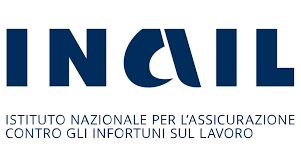 INAIL
ISTITUTO NAZIONALE PER L'ASSICURAZIONE
CONTRO GLI INFORTUNI SUL LAVORO